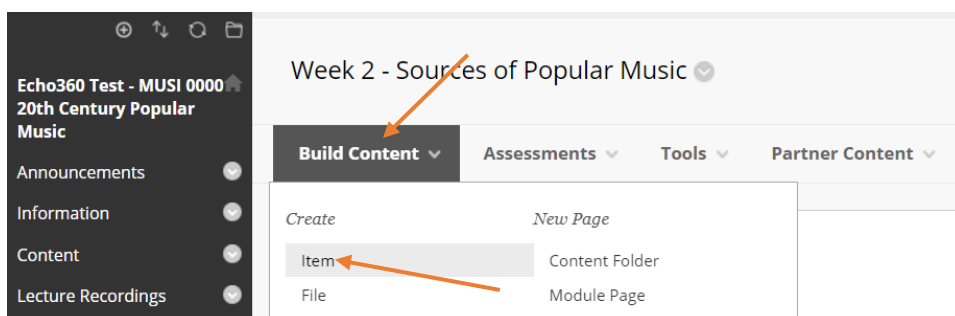 Echo360 Test - MUSI 0000
20th Century Popular
Music
Announcements
Information
Content
Lecture Recordings
Week 2 - Sources of Popular Music
Build Content
Assessments
Tools
Partner Content
Create
New Page
Item
Content Folder
File
Module Page